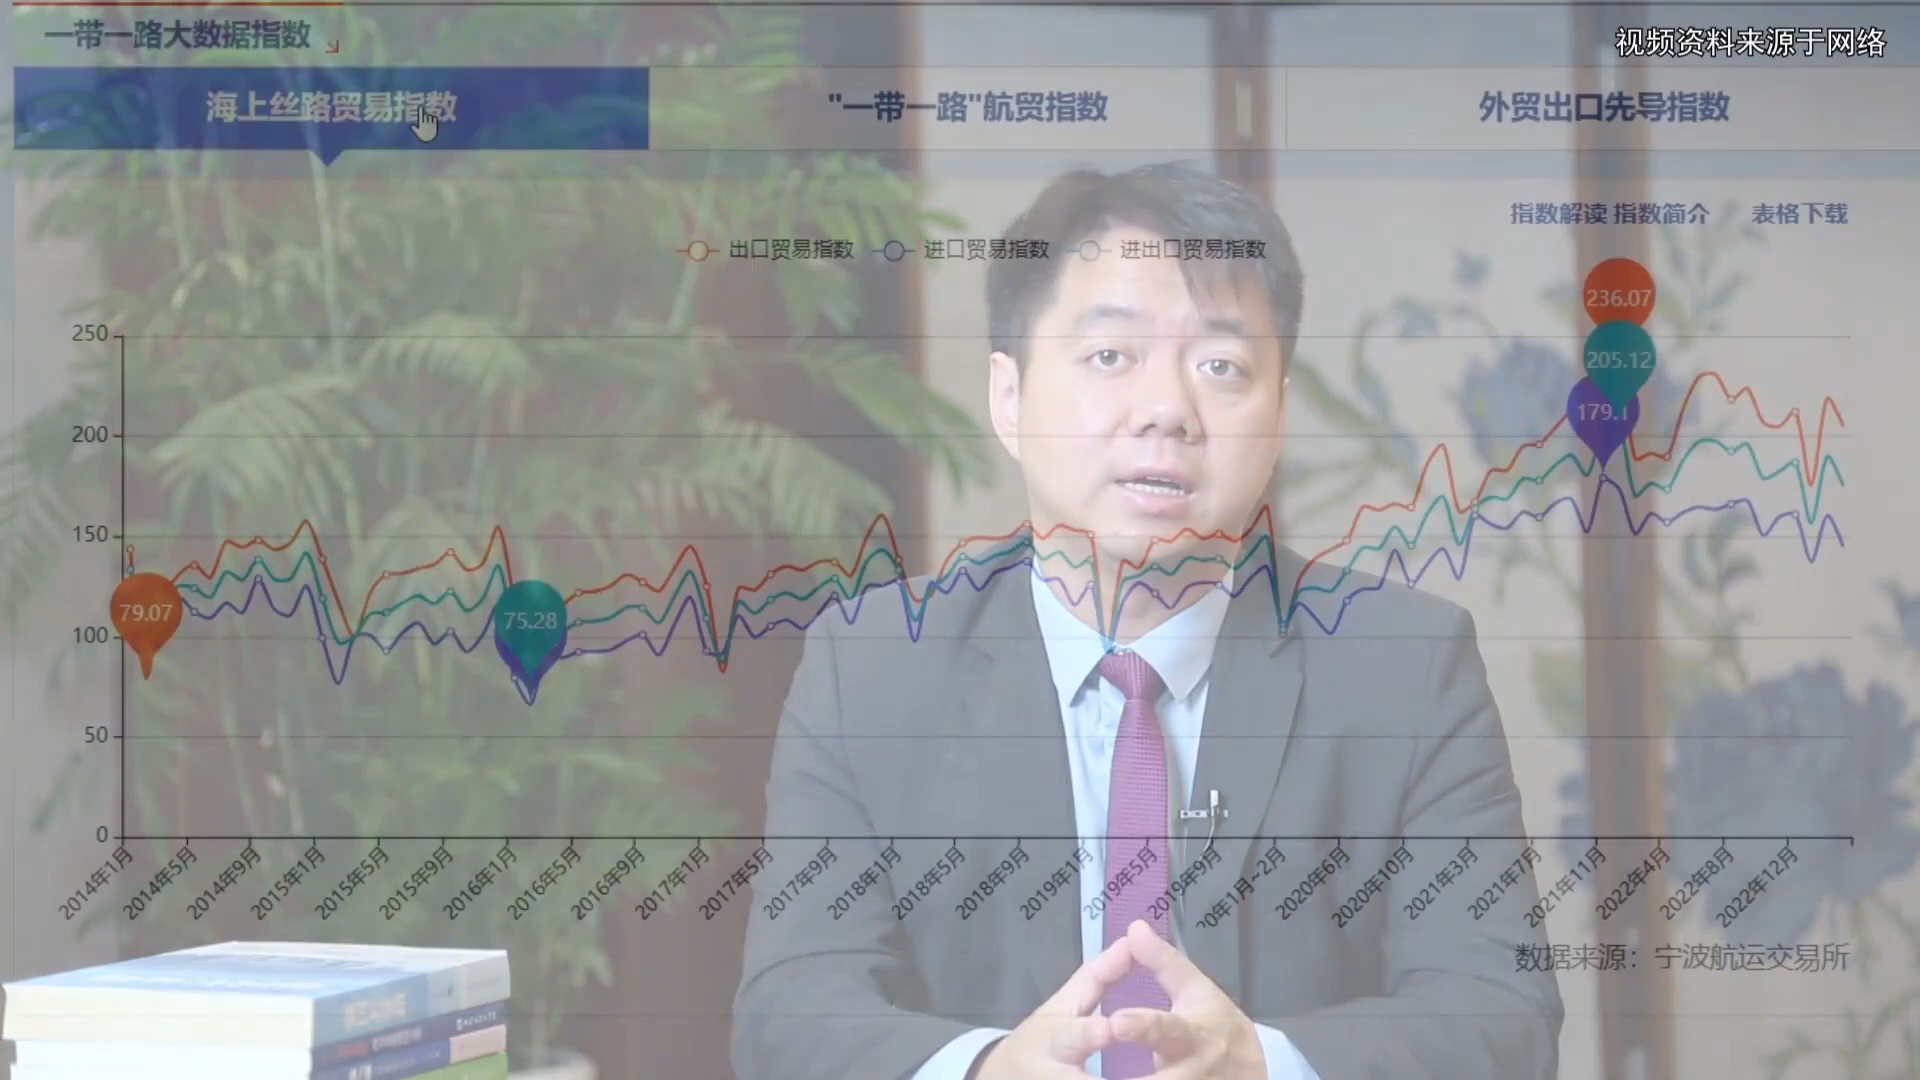 一带一路大数据指数
视频资料来源于网络
海上丝路贸易指数
"一带一路"航贸指数
外贸出口先导指数
指数解读 指数简介 表格下载
出口贸易指数 进口贸易指数 进出口贸易指数
236.07
205.12
179.1
79.07
75.28
250
200
150
100
50
0
2014年1月 2014年5月 2014年9月 2015年1月 2015年5月 2015年9月 2016年1月 2016年5月 2016年9月 2017年1月 2017年5月 2017年9月 2018年1月 2018年5月 2018年9月 2019年1月 2019年5月 2019年9月 20年1月~2月 2020年6月 2020年10月 2021年3月 2021年7月 2021年11月 2022年4月 2022年8月 2022年12月
数据来源：宁波航运交易所